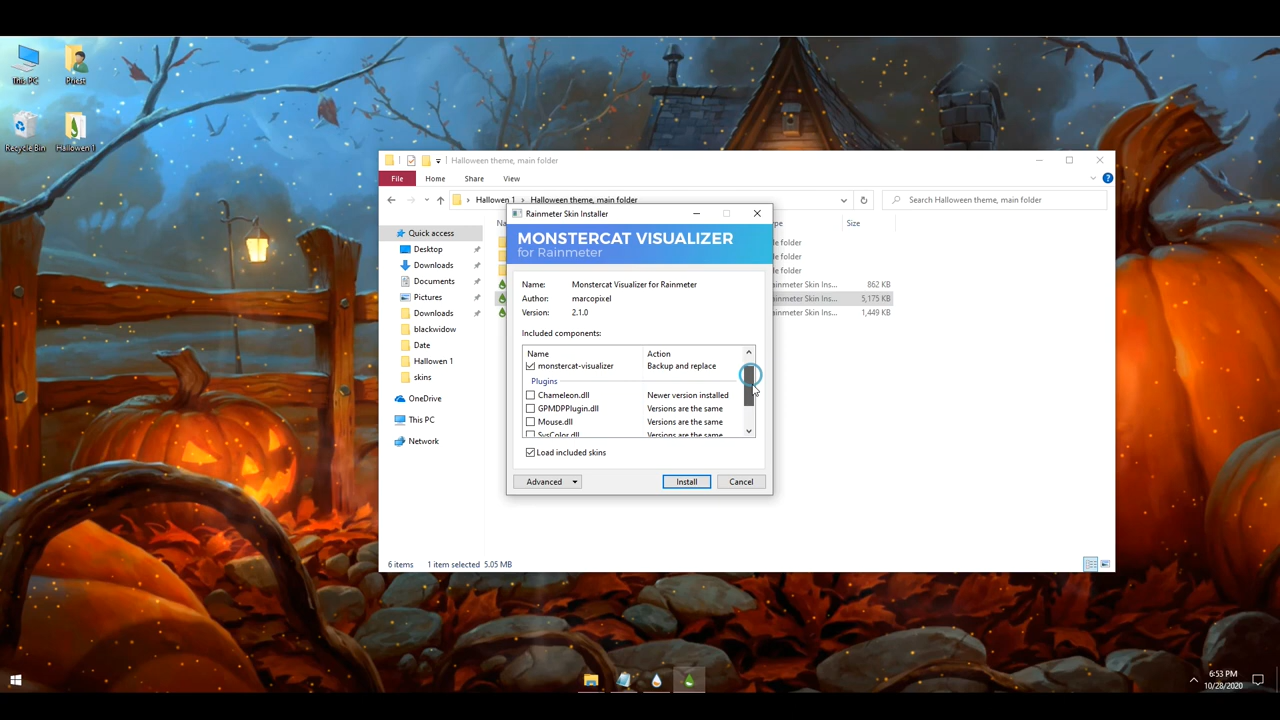 This PC
Priest
Recycle Bin
Hallowen 1
Halloween theme, main folder
File
Home
Share
View
Hallowen 1 > Halloween theme, main folder
Search Halloween theme, main folder
Size
Quick access
Desktop
Downloads
Documents
Pictures
Downloads
blackwidow
Date
Hallowen 1
skins
OneDrive
This PC
Network
862 KB
5,175 KB
1,449 KB
6 items
1 item selected 5.05 MB
Rainmeter Skin Installer
MONSTERCAT VISUALIZER
for Rainmeter
Name: Monstercat Visualizer for Rainmeter
Author: marcopixel
Version: 2.1.0
Included components:
Name Action
monstercat-visualizer Backup and replace
Plugins
Chameleon.dll Newer version installed
GPMDPPlugin.dll Versions are the same
Mouse.dll Versions are the same
SysColor.dll Versions are the same
Load included skins
Advanced
Install
Cancel
6:53 PM
10/28/2020